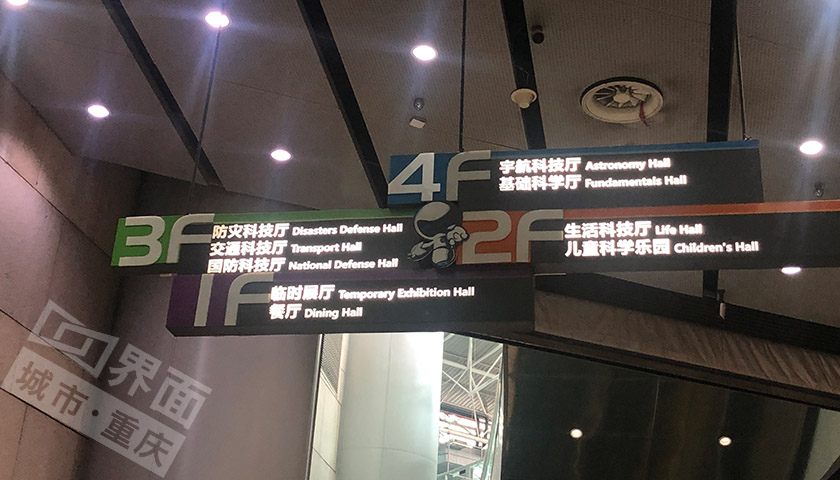 4F
宇航科技厅 Astronomy Hall
基础科学厅 Fundamentals Hall
3F
防灾科技厅 Disasters Defense Hall
交通科技厅 Transport Hall
国防科技厅 National Defense Hall
2F
生活科技厅 Life Hall
儿童科学乐园 Children's Hall
1F
临时展厅 Temporary Exhibition Hall
餐厅 Dining Hall
界面
城市·重庆